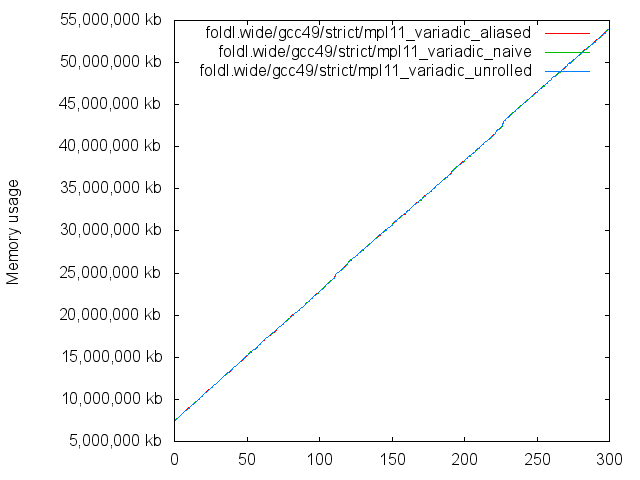 55,000,000 kb
50,000,000 kb
45,000,000 kb
40,000,000 kb
35,000,000 kb
30,000,000 kb
25,000,000 kb
20,000,000 kb
15,000,000 kb
10,000,000 kb
5,000,000 kb
Memory usage
foldl.wide/gcc49/strict/mpl11_variadic_aliased
foldl.wide/gcc49/strict/mpl11_variadic_naive
foldl.wide/gcc49/strict/mpl11_variadic_unrolled
0 50 100 150 200 250 300